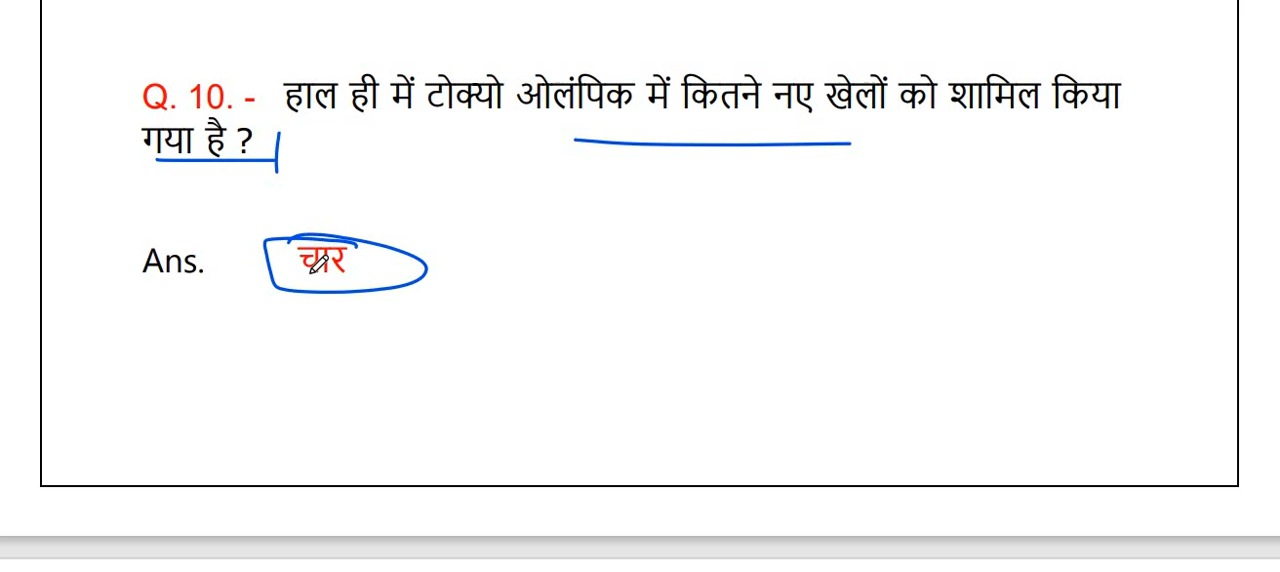 Q. 10. - हाल ही में टोक्यो ओलंपिक में कितने नए खेलों को शामिल किया
गया है ?
Ans. चार